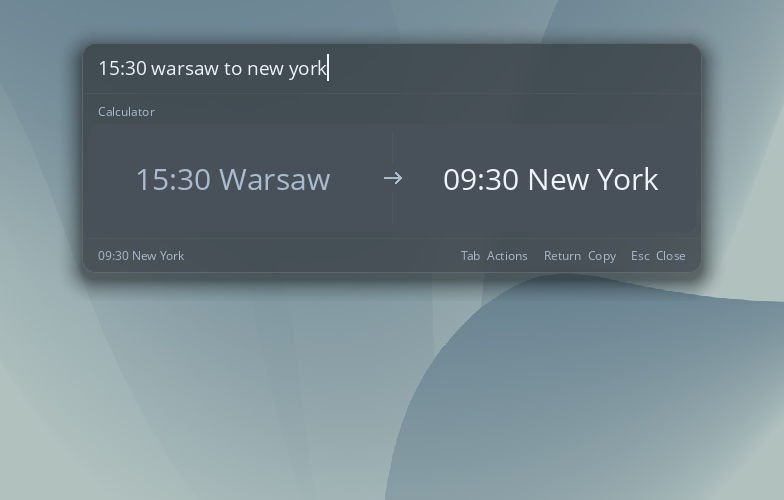 15:30 warsaw to new york
Calculator
15:30 Warsaw → 09:30 New York
09:30 New York Tab Actions Return Copy Esc Close